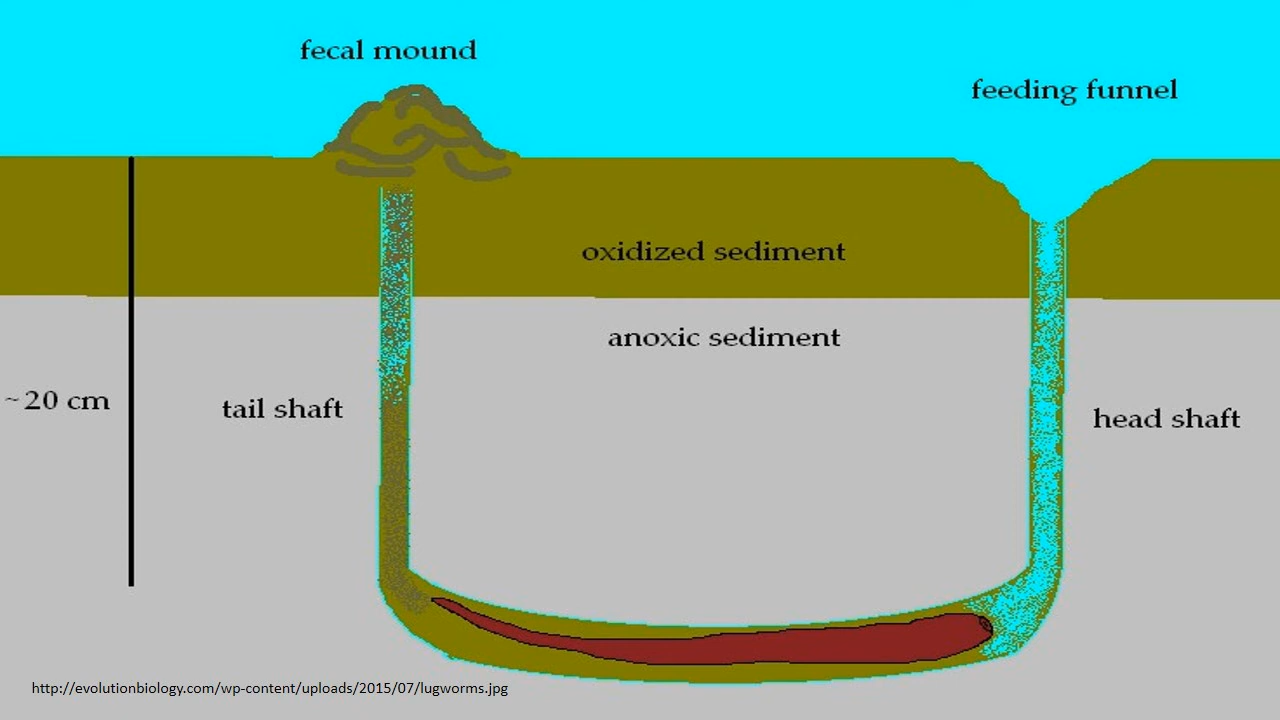 fecal mound
feeding funnel
oxidized sediment
anoxic sediment
~20 cm
tail shaft
head shaft
http://evolutionbiology.com/wp-content/uploads/2015/07/lugworms.jpg